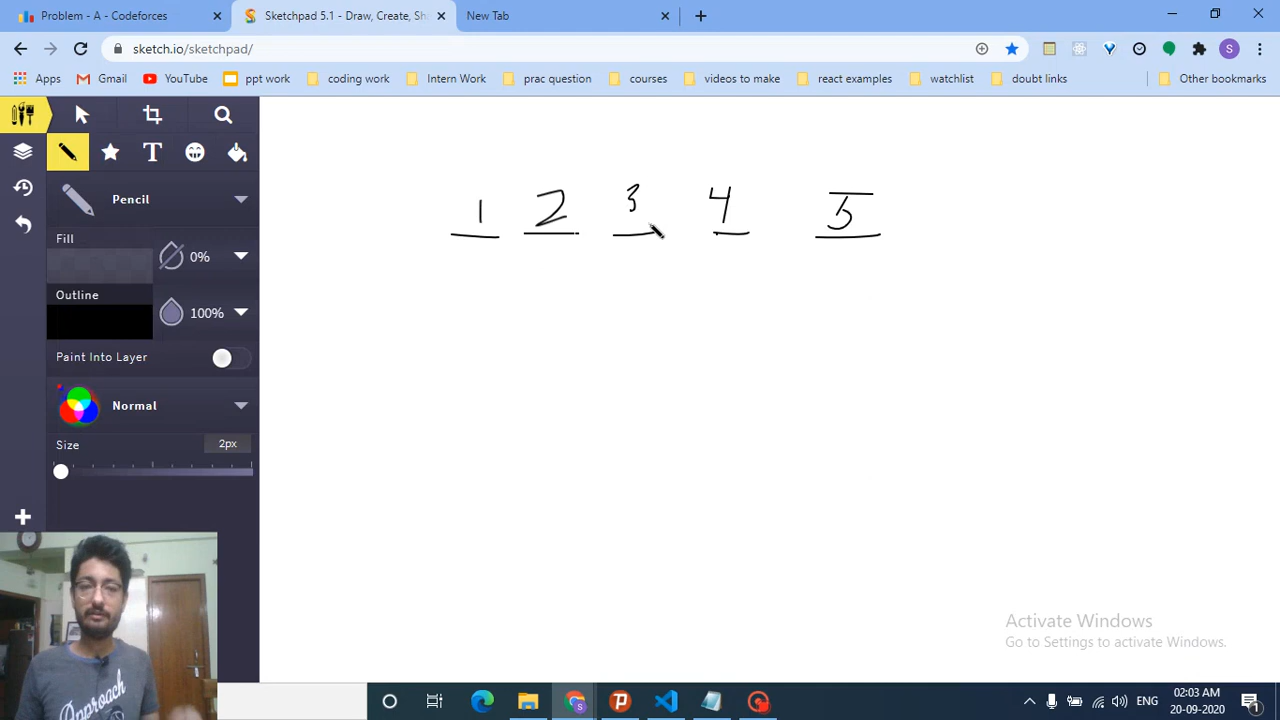 Problem - A - Codeforces
Sketchpad 5.1 - Draw, Create, Sh
New Tab
sketch.io/sketchpad/
S
Apps Gmail YouTube ppt work coding work Intern Work prac question courses videos to make react examples watchlist doubt links Other bookmarks
T
Pencil
1 2 3 4 5
Fill
0%
Outline
100%
Paint Into Layer
Normal
Size
2px
Approach
Activate Windows
Go to Settings to activate Windows.
ENG
02:03 AM
20-09-2020